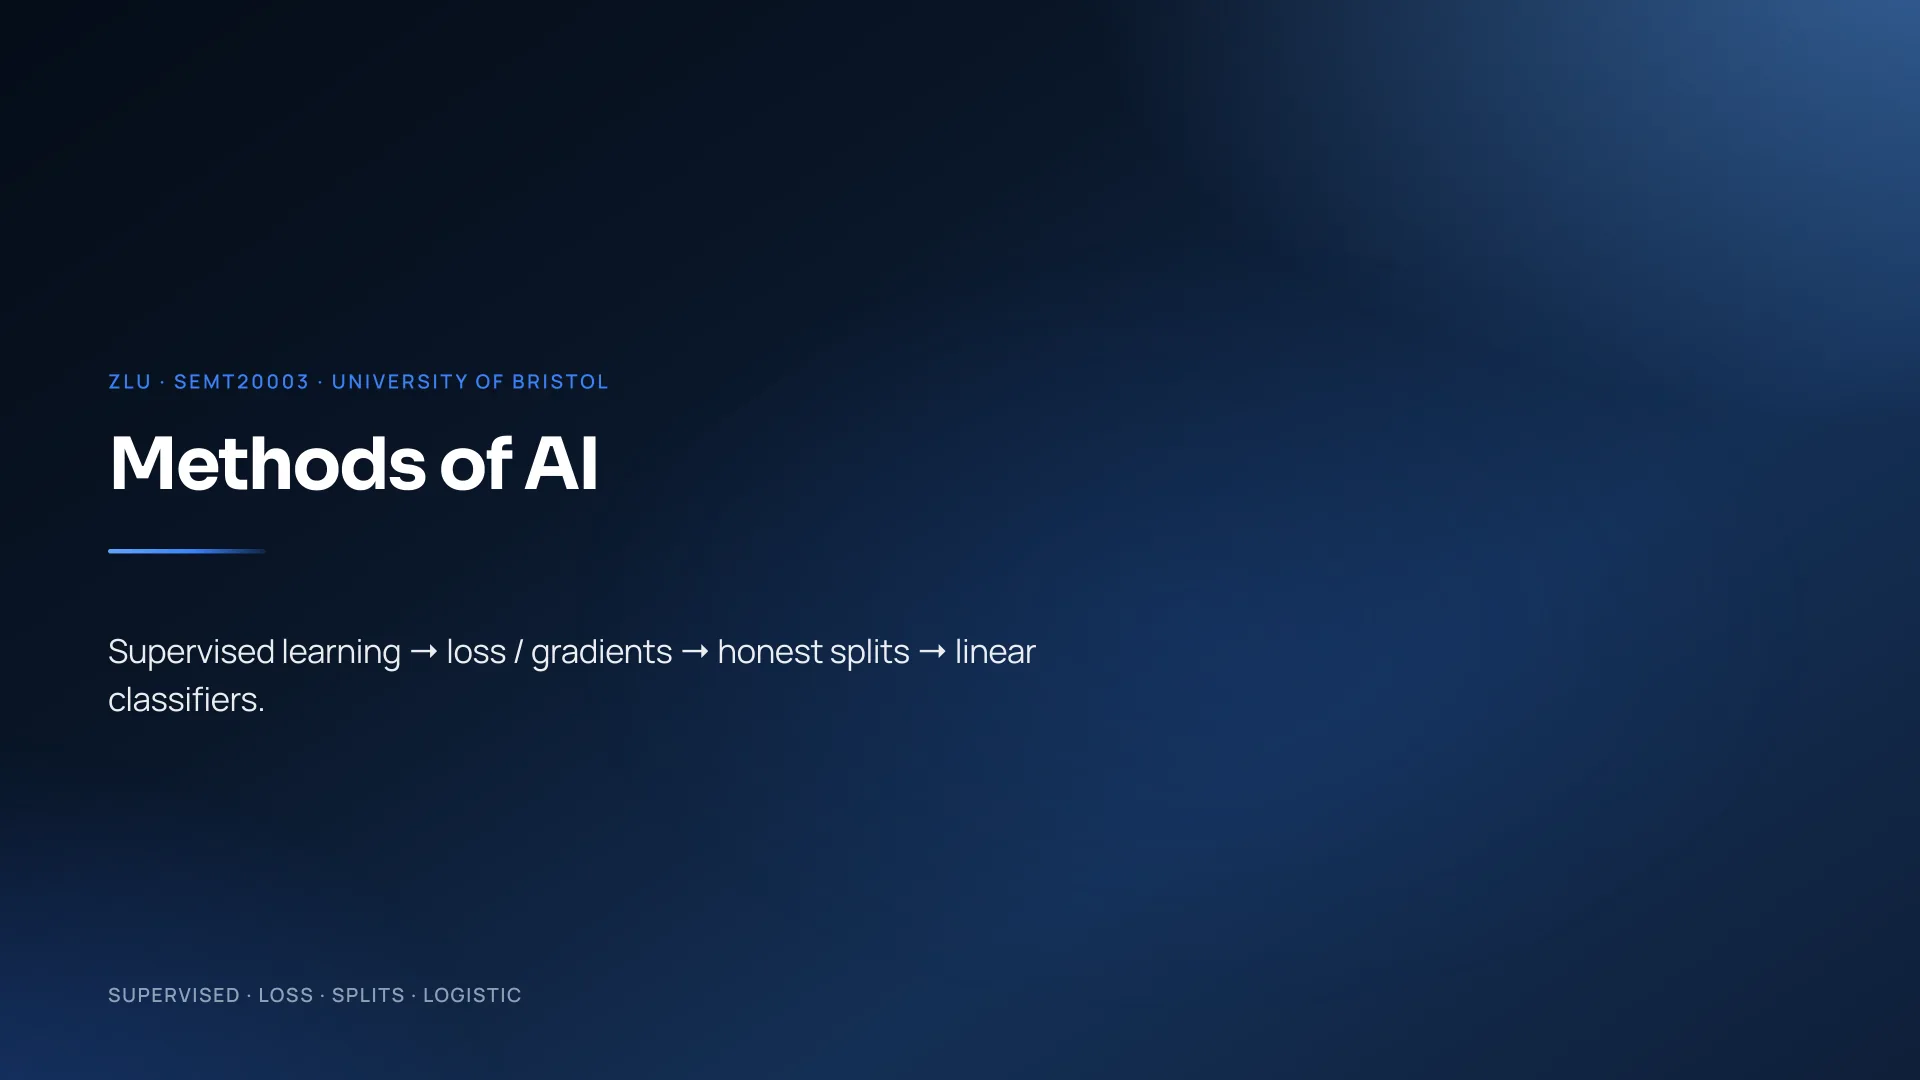 ZLU · SEMT20003 · UNIVERSITY OF BRISTOL
Methods of AI
Supervised learning → loss / gradients → honest splits → linear
classifiers.
SUPERVISED · LOSS · SPLITS · LOGISTIC